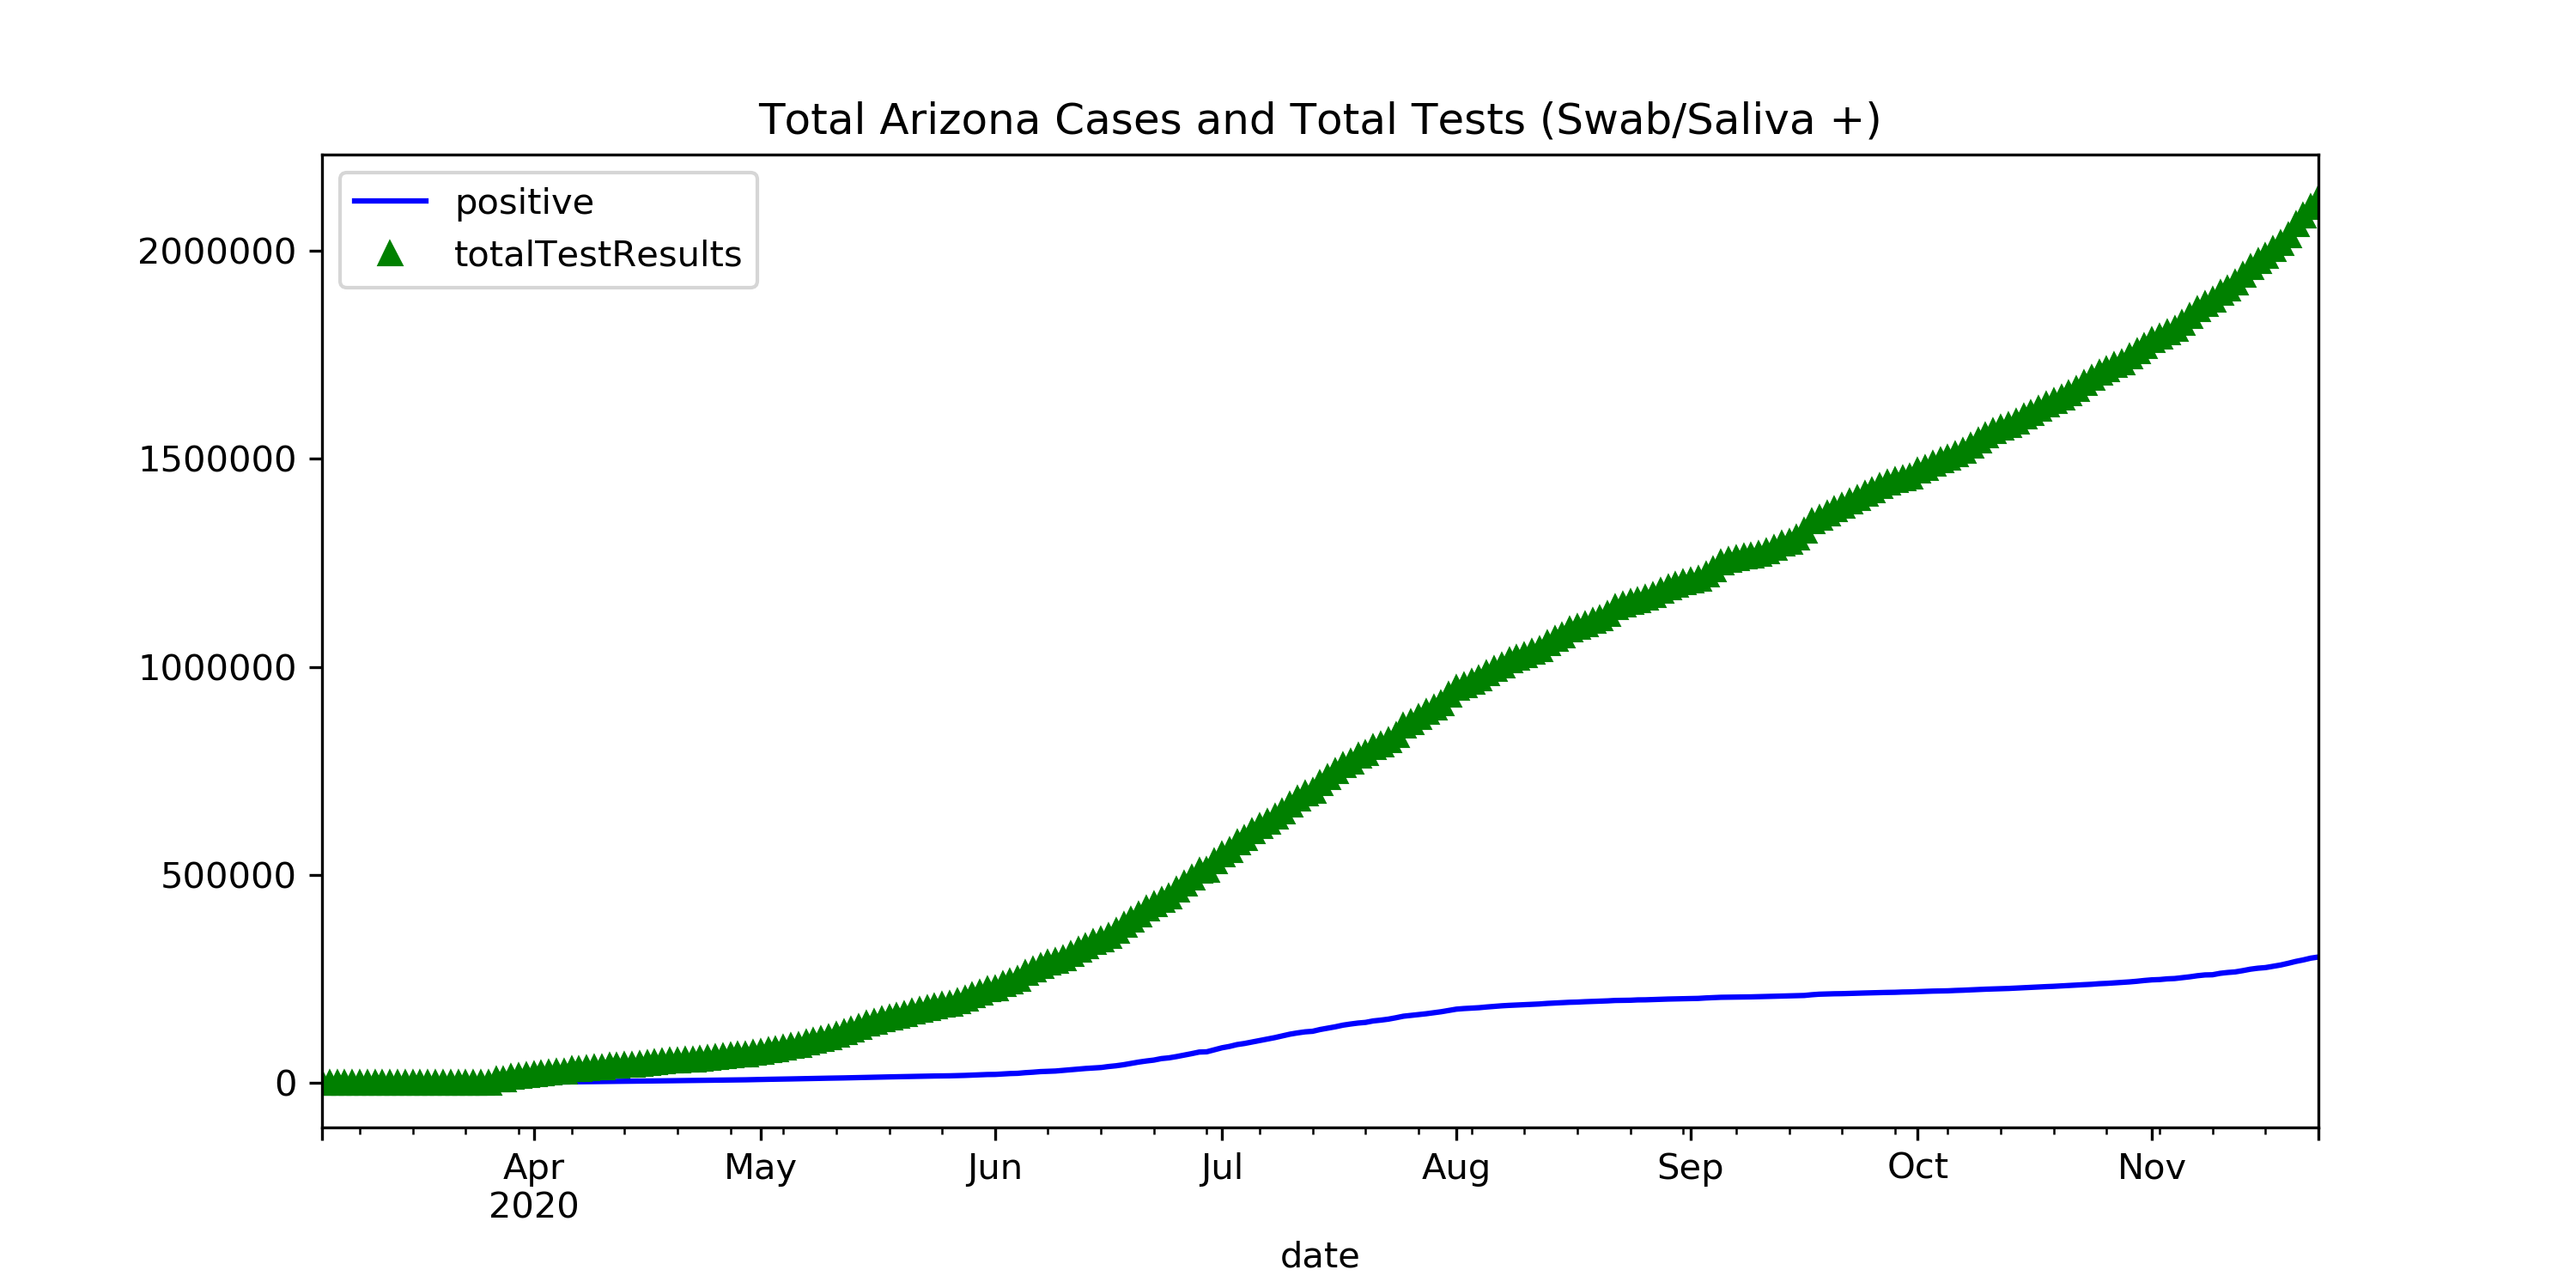 Total Arizona Cases and Total Tests (Swab/Saliva +)
positive
totalTestResults
2000000
1500000
1000000
500000
0
Apr May Jun Jul Aug Sep Oct Nov
2020
date